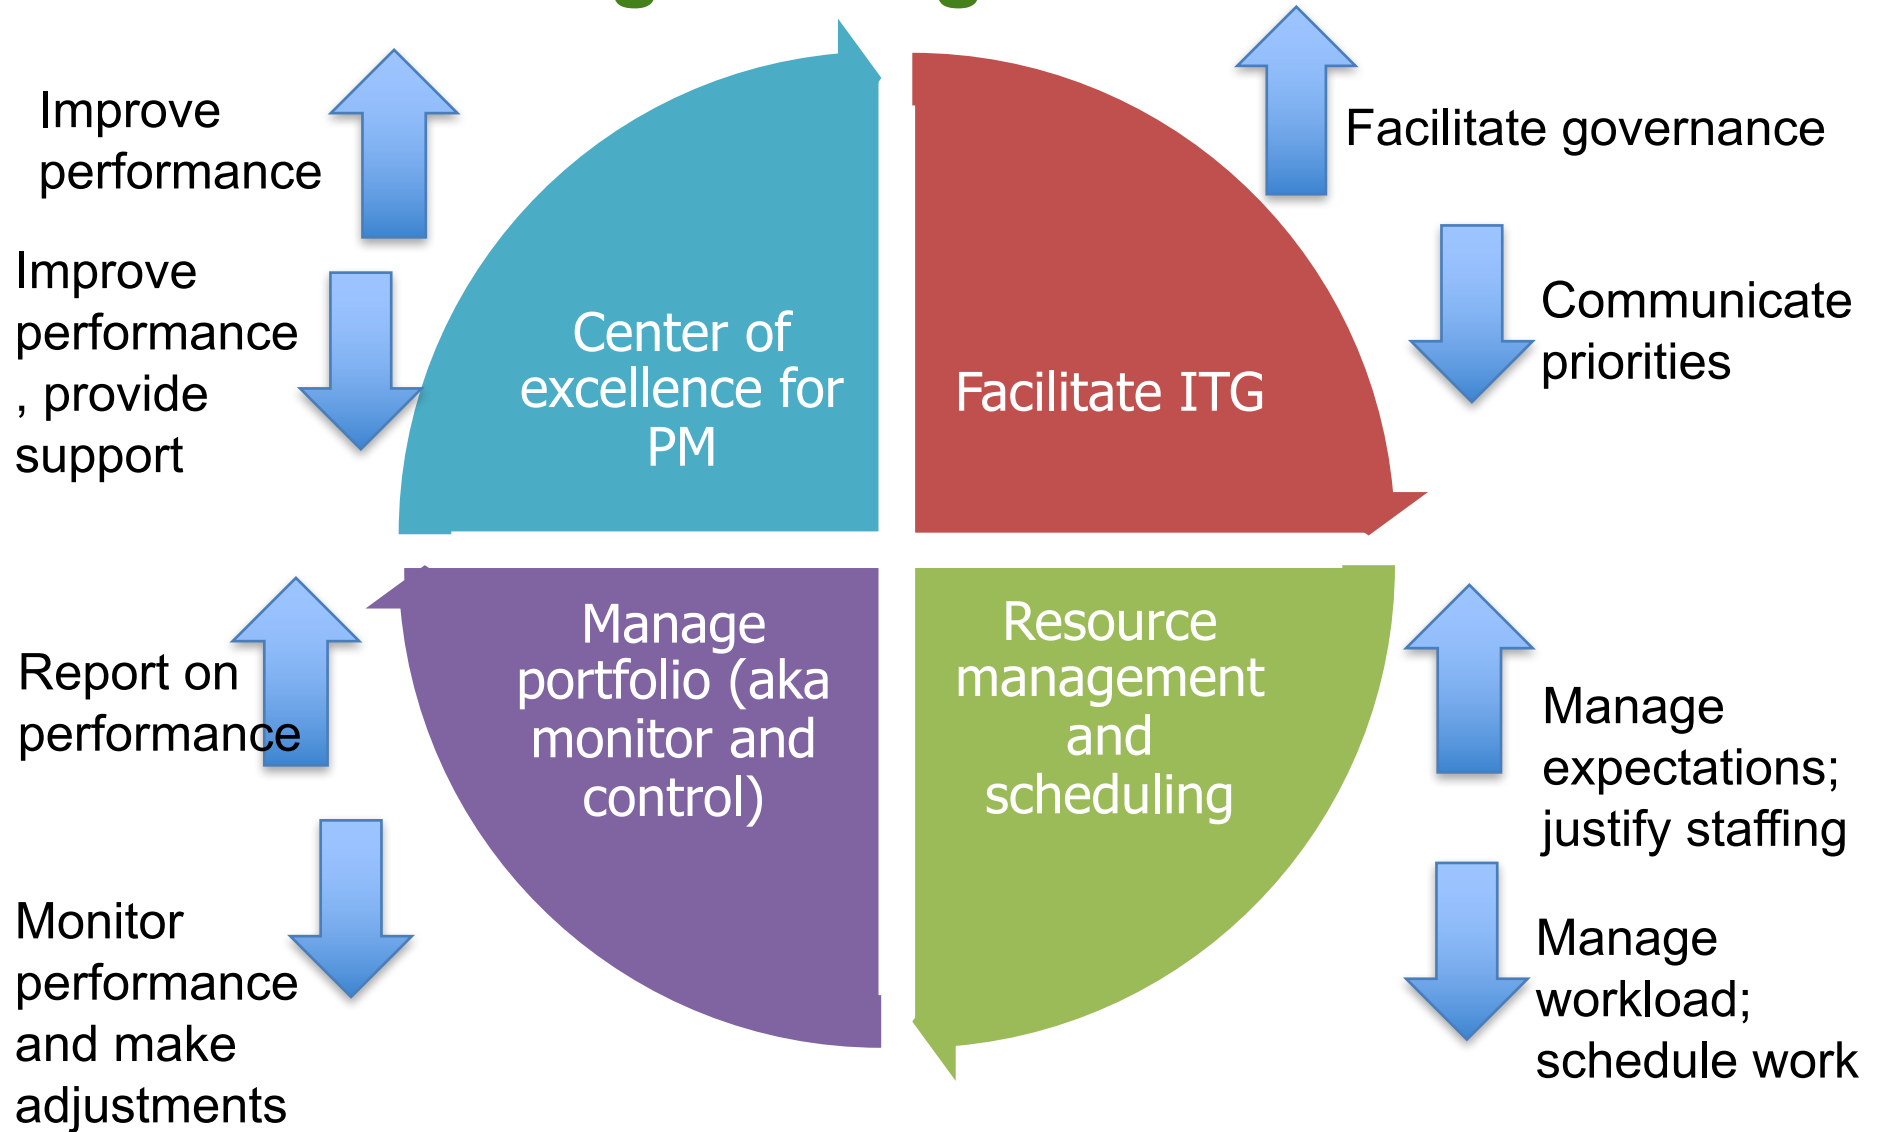 Improve
performance
Improve
performance
, provide
support
Center of
excellence for
PM
Facilitate ITG
Facilitate governance
Communicate
priorities
Report on
performance
Monitor
performance
and make
adjustments
Manage
portfolio (aka
monitor and
control)
Resource
management
and
scheduling
Manage
expectations;
justify staffing
Manage
workload;
schedule work